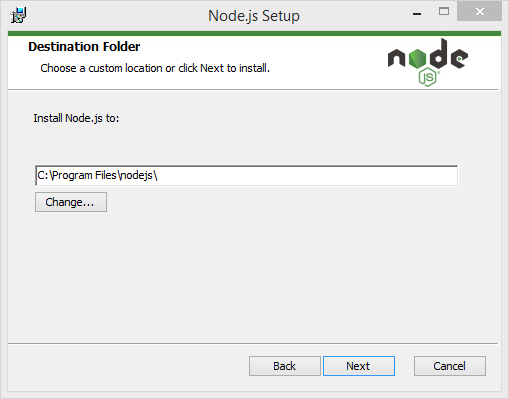 Node.js Setup
Destination Folder
Choose a custom location or click Next to install.
node
JS®
Install Node.js to:
C:\Program Files\nodejs\
Change...
Back
Next
Cancel